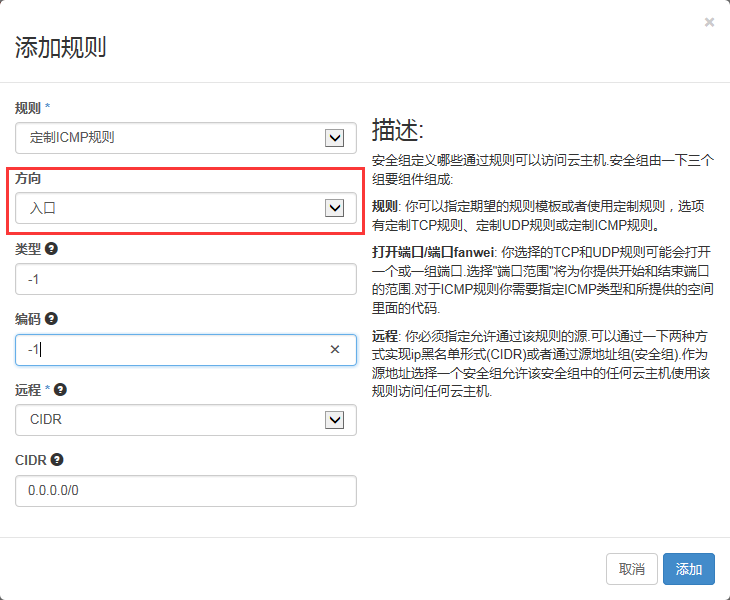 ×
添加规则
规则 *
定制ICMP规则
方向
入口
类型
-1
编码
-1
×
远程 *
CIDR
CIDR
0.0.0.0/0
描述:
安全组定义哪些通过规则可以访问云主机.安全组由一下三个
组要组件组成:
规则: 你可以指定期望的规则模板或者使用定制规则，选项
有定制TCP规则、定制UDP规则或定制ICMP规则。
打开端口/端口fanwei: 你选择的TCP和UDP规则可能会打开
一个或一组端口.选择"端口范围"将为你提供开始和结束端口
的范围.对于ICMP规则你需要指定ICMP类型和所提供的空间
里面的代码.
远程: 你必须指定允许通过该规则的源.可以通过一下两种方
式实现ip黑名单形式(CIDR)或者通过源地址组(安全组).作为
源地址选择一个安全组允许该安全组中的任何云主机使用该
规则访问任何云主机.
取消
添加